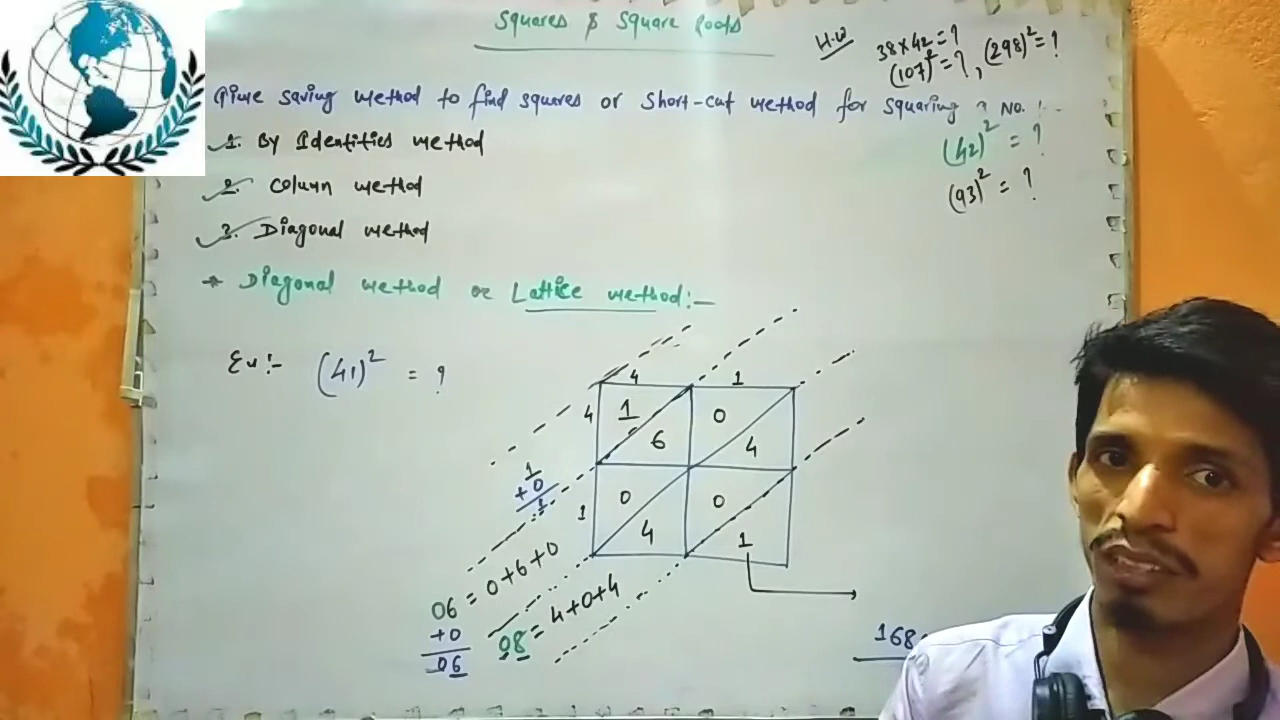 Squares & Square Roots
H.W
38×42=?
(107)²=?, (298)²=?
Time saving method to find squares or Short-cut method for squaring a No.!..
1. By Identities method
2. Column method
3. Diagonal method
(42)² = ?
(93)² = ?
* Diagonal method or Lattice method:-
Ex:- (41)² = ?
4 1
4 1 0
6 4
1 0 0
4 1
1
+0
1
06 = 0+6+0
+0
06
08 = 4+0+4
168